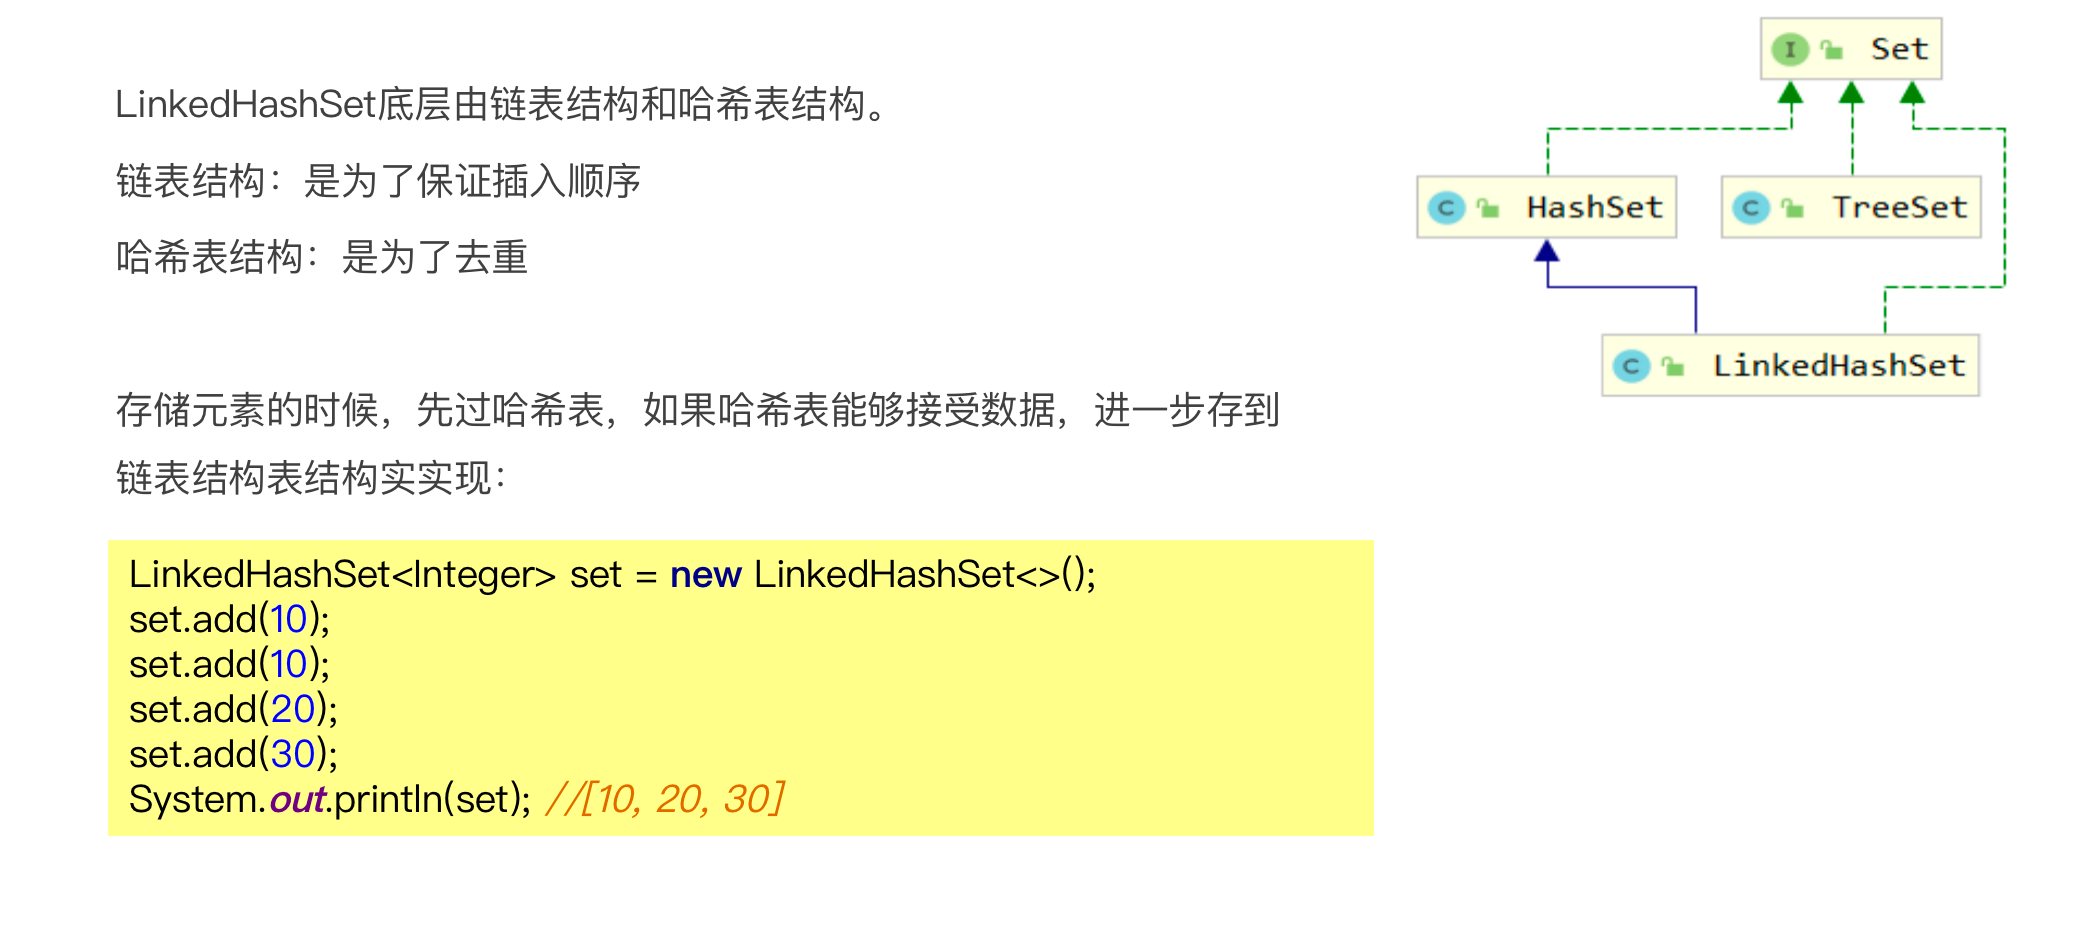 LinkedHashSet底层由链表结构和哈希表结构。
链表结构：是为了保证插入顺序
哈希表结构：是为了去重
存储元素的时候，先过哈希表，如果哈希表能够接受数据，进一步存到
链表结构表结构实实现：
LinkedHashSet<Integer> set = new LinkedHashSet<>();
set.add(10);
set.add(10);
set.add(20);
set.add(30);
System.out.println(set); //[10, 20, 30]
I Set
C HashSet
C TreeSet
C LinkedHashSet